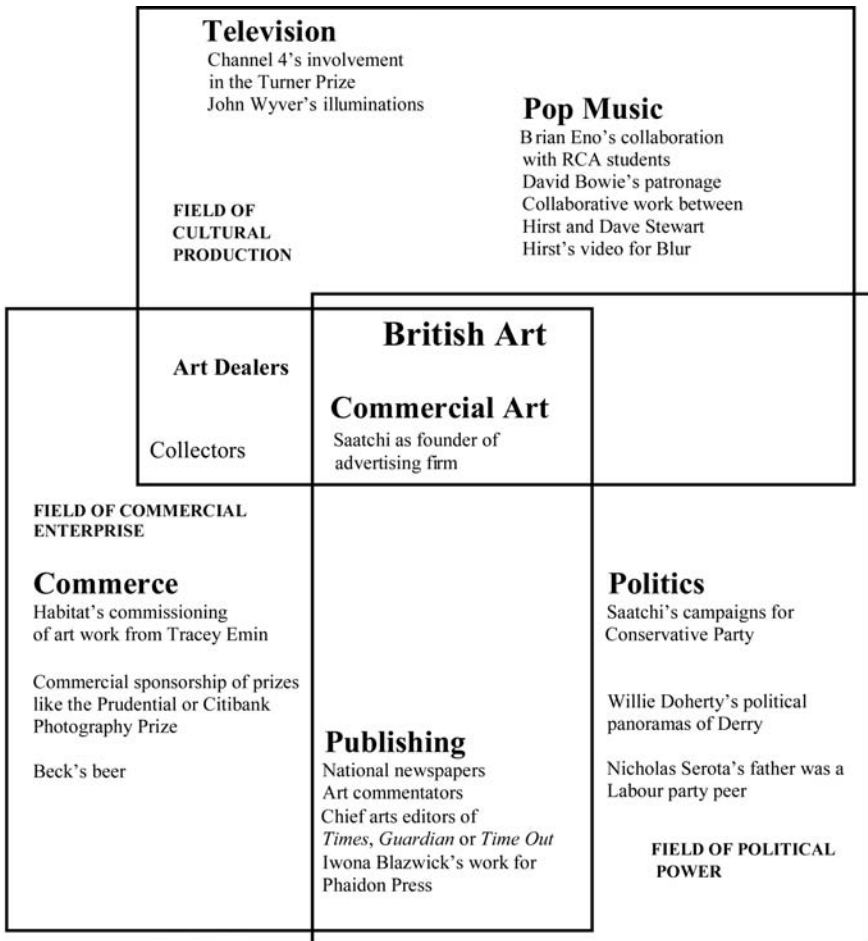 Television
Channel 4’s involvement
in the Turner Prize
John Wyver’s illuminations
Pop Music
Brian Eno’s collaboration
with RCA students
David Bowie’s patronage
Collaborative work between
Hirst and Dave Stewart
Hirst’s video for Blur
FIELD OF
CULTURAL
PRODUCTION
British Art
Art Dealers
Commercial Art
Saatchi as founder of
advertising firm
Collectors
FIELD OF COMMERCIAL
ENTERPRISE
Commerce
Habitat’s commissioning
of art work from Tracey Emin
Commercial sponsorship of prizes
like the Prudential or Citibank
Photography Prize
Beck’s beer
Publishing
National newspapers
Art commentators
Chief arts editors of
Times, Guardian or Time Out
Iwona Blazwick’s work for
Phaidon Press
Politics
Saatchi’s campaigns for
Conservative Party
Willie Doherty’s political
panoramas of Derry
Nicholas Serota’s father was a
Labour party peer
FIELD OF POLITICAL
POWER